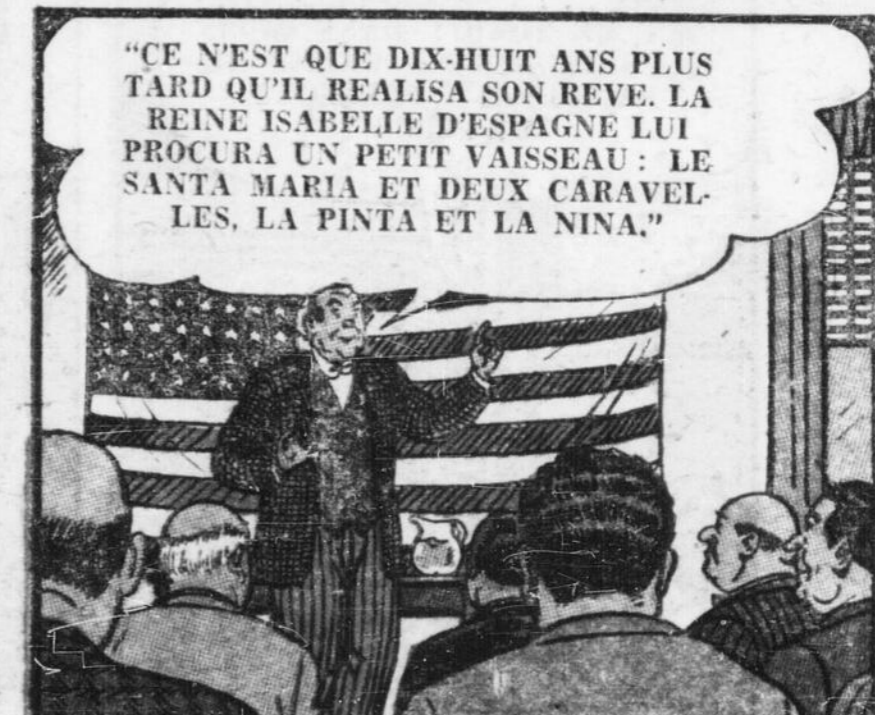 “CE N'EST QUE DIX-HUIT ANS PLUS
TARD QU'IL REALISA SON REVE. LA
REINE ISABELLE D'ESPAGNE LUI
PROCURA UN PETIT VAISSEAU : LE
SANTA MARIA ET DEUX CARAVEL-
LES, LA PINTA ET LA NINA.”